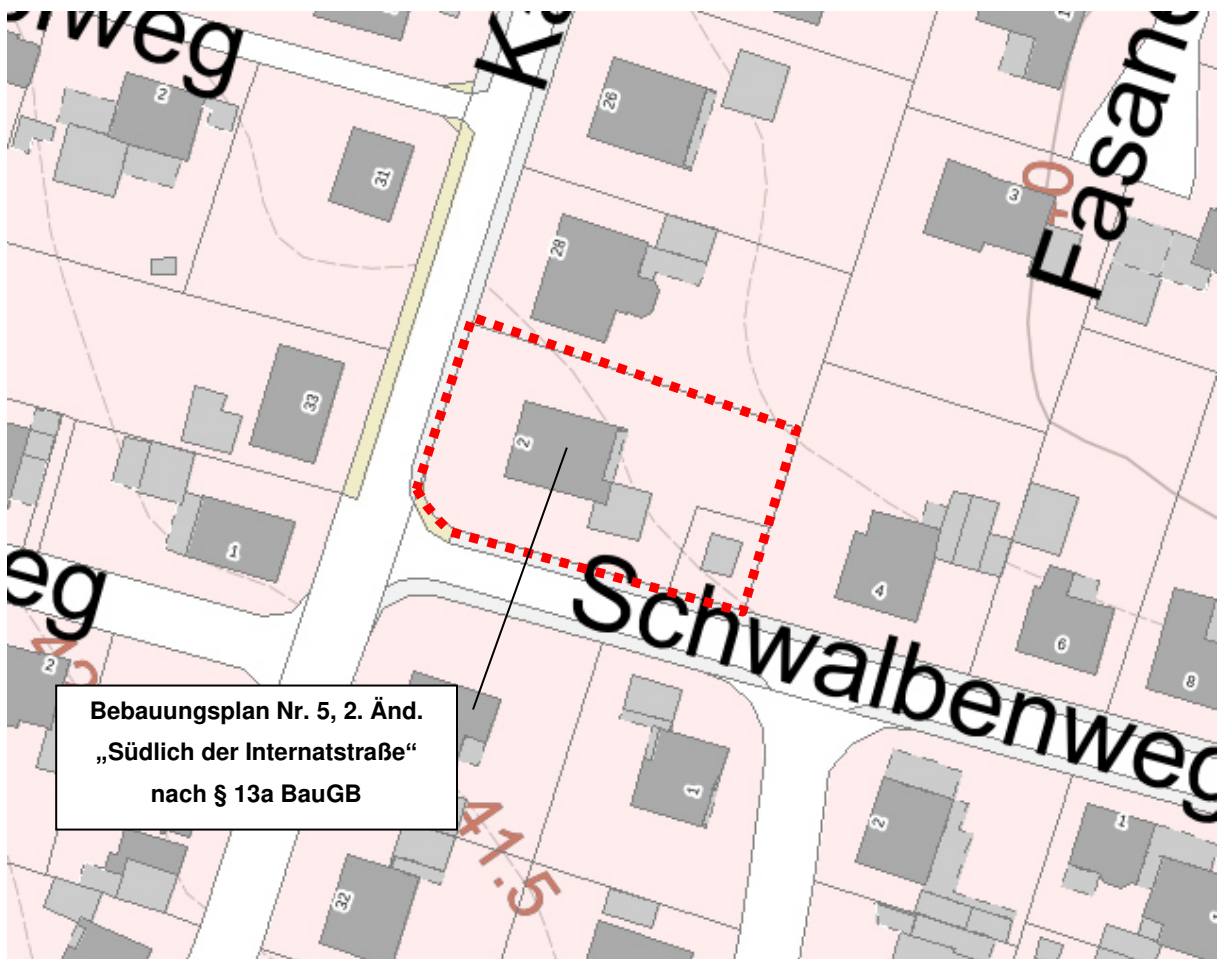 Ka
2
31
26
3
Fasane
28
33
2
1
Schwalbenweg
4
6
8
eg
2
Bebauungsplan Nr. 5, 2. Änd.
„Südlich der Internatstraße“
nach § 13a BauGB
41.5
1
2
1
32